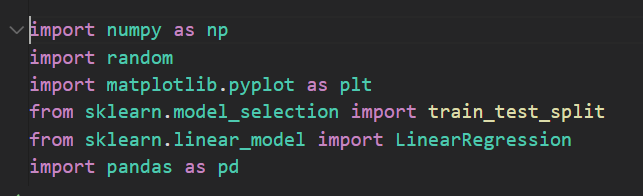 import numpy as np
import random
import matplotlib.pyplot as plt
from sklearn.model_selection import train_test_split
from sklearn.linear_model import LinearRegression
import pandas as pd